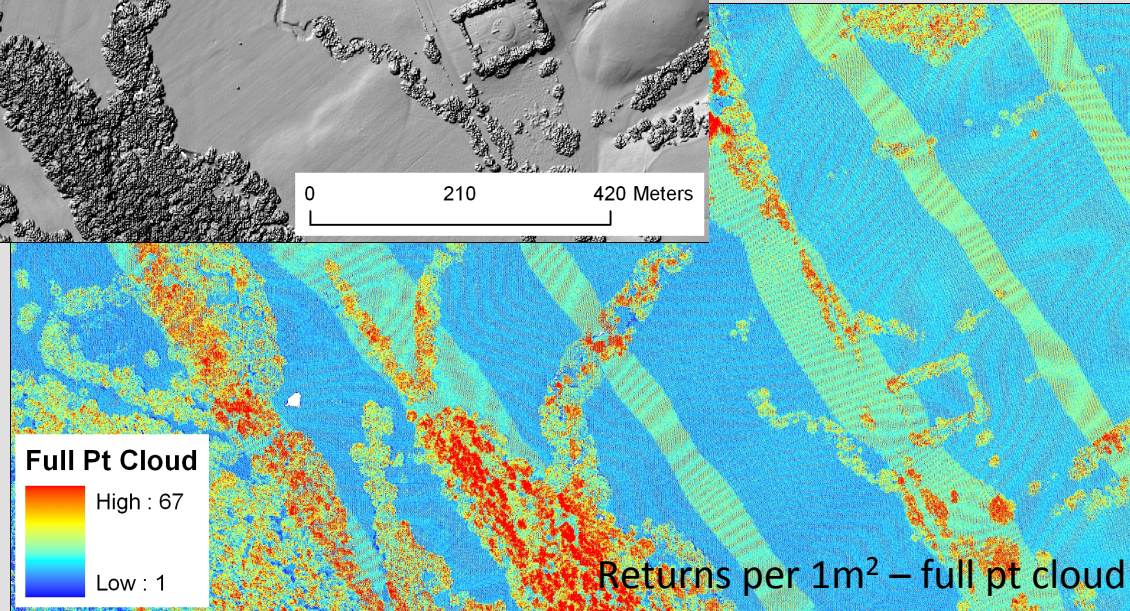 0 210 420 Meters
Full Pt Cloud
High : 67
Low : 1
Returns per 1m² – full pt cloud